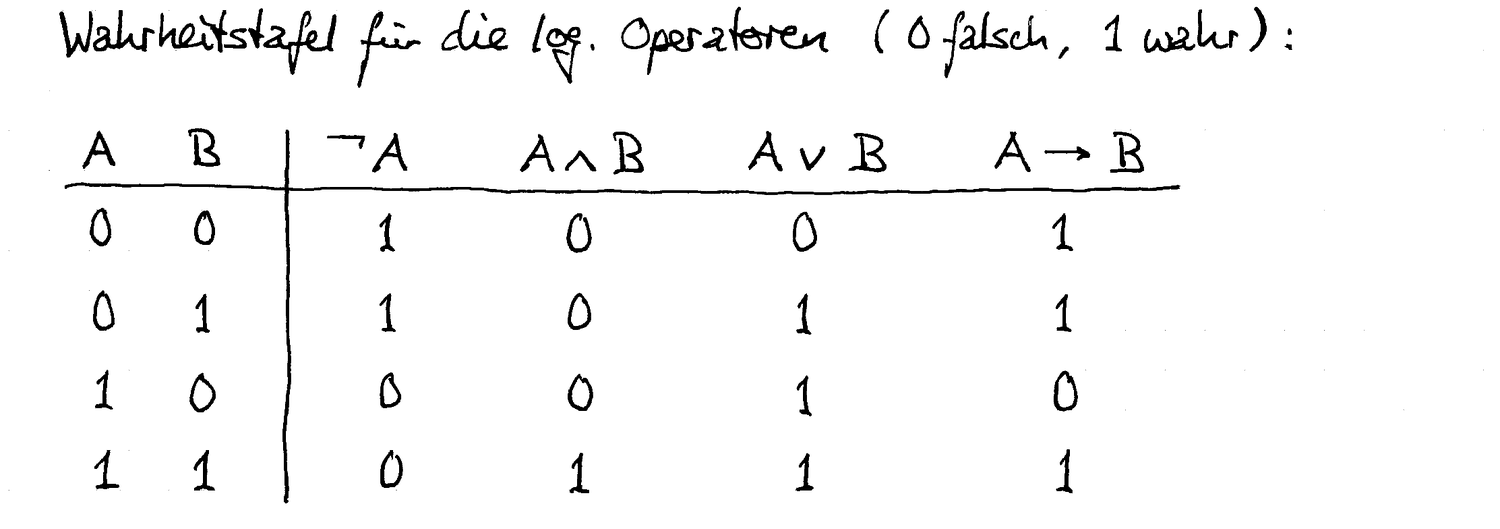 Wahrheitstafel für die log. Operatoren (0 falsch, 1 wahr):
A B ¬A A ∧ B A ∨ B A → B
0 0 1 0 0 1
0 1 1 0 1 1
1 0 0 0 1 0
1 1 0 1 1 1